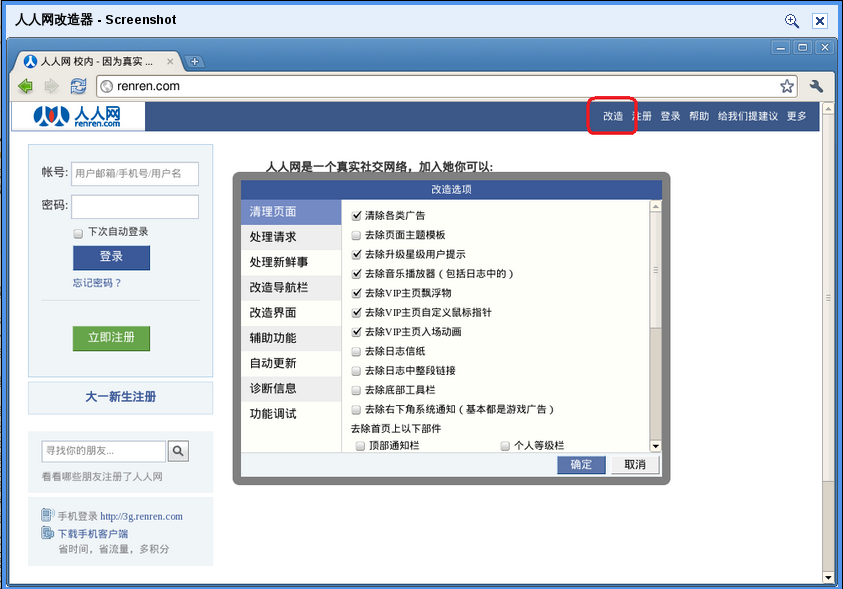 人人网改造器 - Screenshot
人人网 校内 - 因为真实 ...
renren.com
人人网
renren.com
改造 注册 登录 帮助 给我们提建议 更多
帐号: 用户邮箱/手机号/用户名
密码:
下次自动登录
登录
忘记密码？
立即注册
大一新生注册
寻找你的朋友...
看看哪些朋友注册了人人网
手机登录 http://3g.renren.com
下载手机客户端
省时间，省流量，多积分
人人网是一个真实社交网络，加入她你可以:
改造选项
清理页面
处理请求
处理新鲜事
改造导航栏
改造界面
辅助功能
自动更新
诊断信息
功能调试
清除各类广告
去除页面主题模板
去除升级星级用户提示
去除音乐播放器（包括日志中的）
去除VIP主页飘浮物
去除VIP主页自定义鼠标指针
去除VIP主页入场动画
去除日志信纸
去除日志中整段链接
去除底部工具栏
去除右下角系统通知（基本都是游戏广告）
去除首页上以下部件
顶部通知栏 个人等级栏
确定 取消